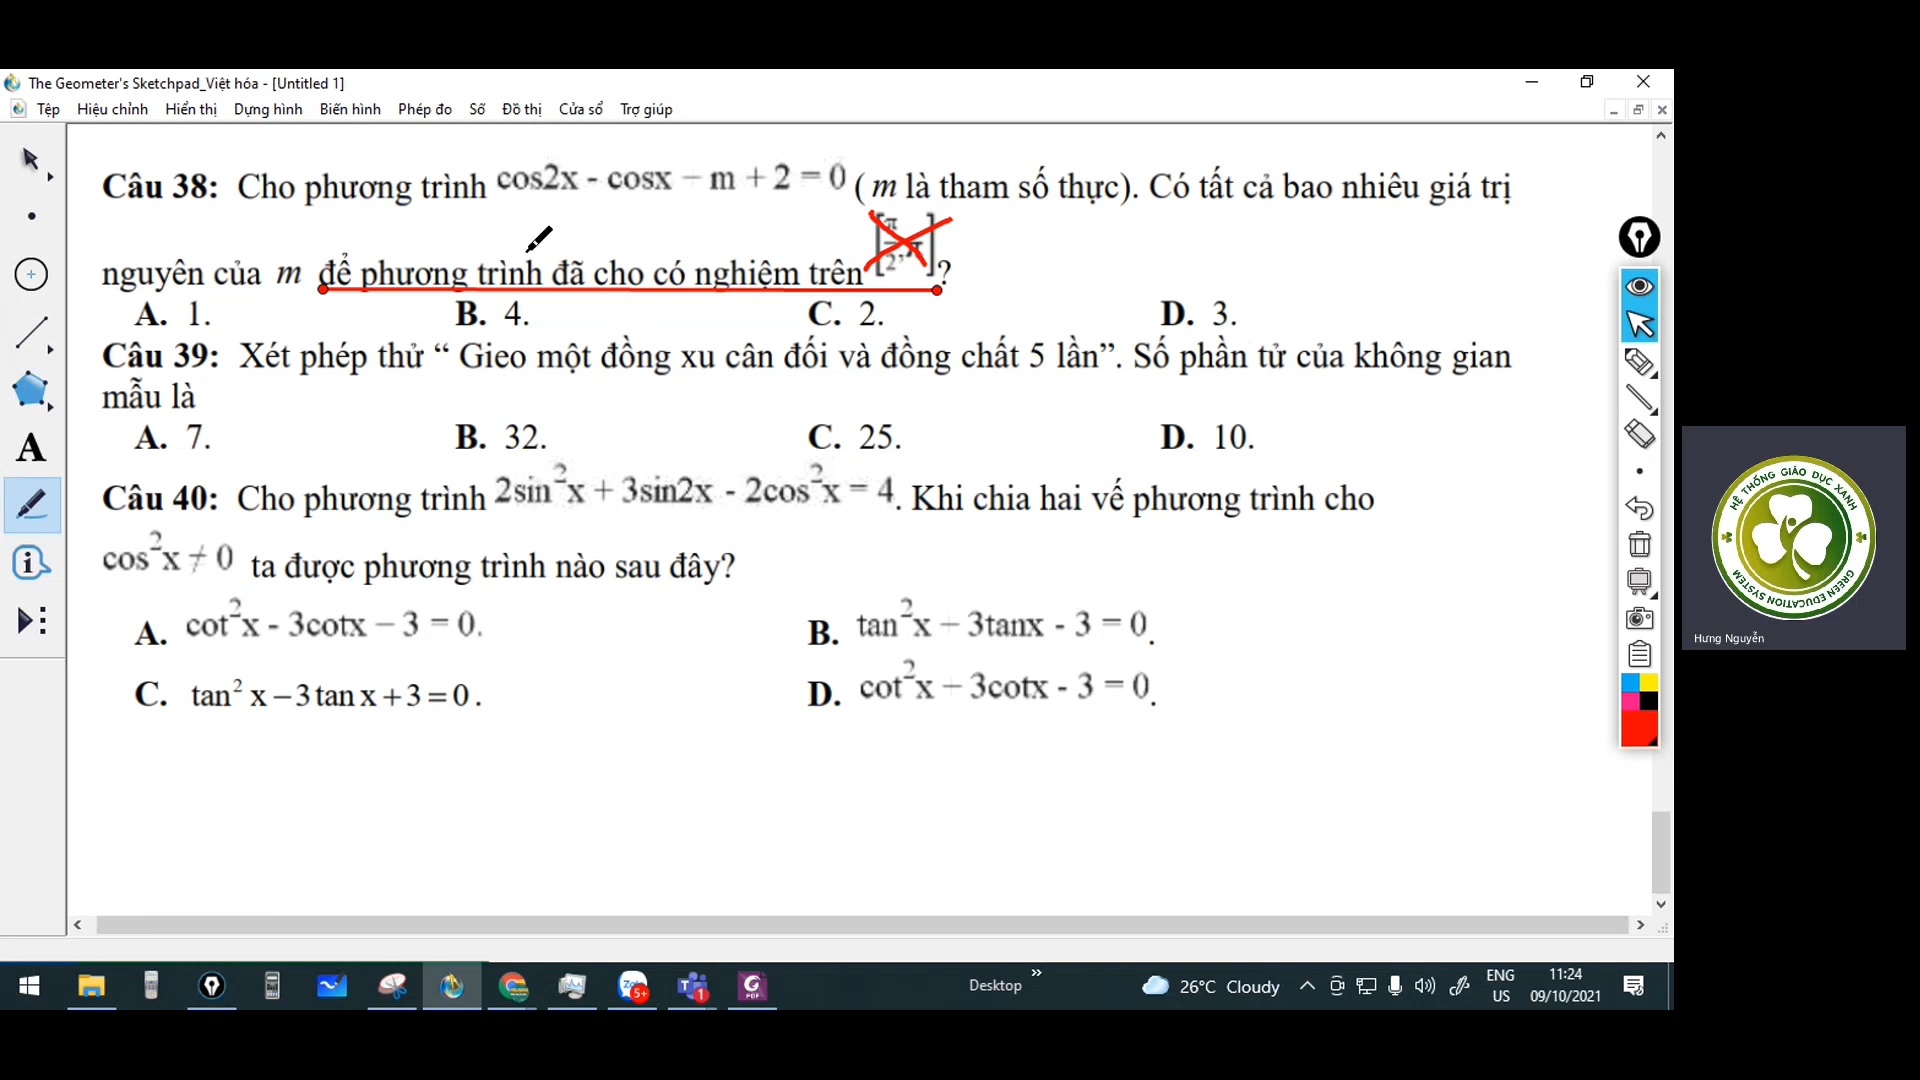 The Geometer's Sketchpad_Việt hóa - [Untitled 1]
Tệp Hiệu chỉnh Hiển thị Dựng hình Biến hình Phép đo Số Đồ thị Cửa sổ Trợ giúp
Câu 38: Cho phương trình cos2x - cosx − m + 2 = 0 ( m là tham số thực). Có tất cả bao nhiêu giá trị
nguyên của m để phương trình đã cho có nghiệm trên [π/2; π] ?
A. 1. B. 4. C. 2. D. 3.
Câu 39: Xét phép thử “ Gieo một đồng xu cân đối và đồng chất 5 lần”. Số phần tử của không gian
mẫu là
A. 7. B. 32. C. 25. D. 10.
Câu 40: Cho phương trình 2sin²x + 3sin2x - 2cos²x = 4. Khi chia hai vế phương trình cho
cos²x ≠ 0 ta được phương trình nào sau đây?
A. cot²x - 3cotx − 3 = 0. B. tan²x + 3tanx - 3 = 0.
C. tan² x − 3 tan x + 3 = 0. D. cot²x + 3cotx - 3 = 0.
HỆ THỐNG GIÁO DỤC XANH
GREEN EDUCATION SYSTEM
Hưng Nguyễn
A
Zalo 5+
T 1
G PDF
Desktop
26°C Cloudy
ENG
US
11:24
09/10/2021